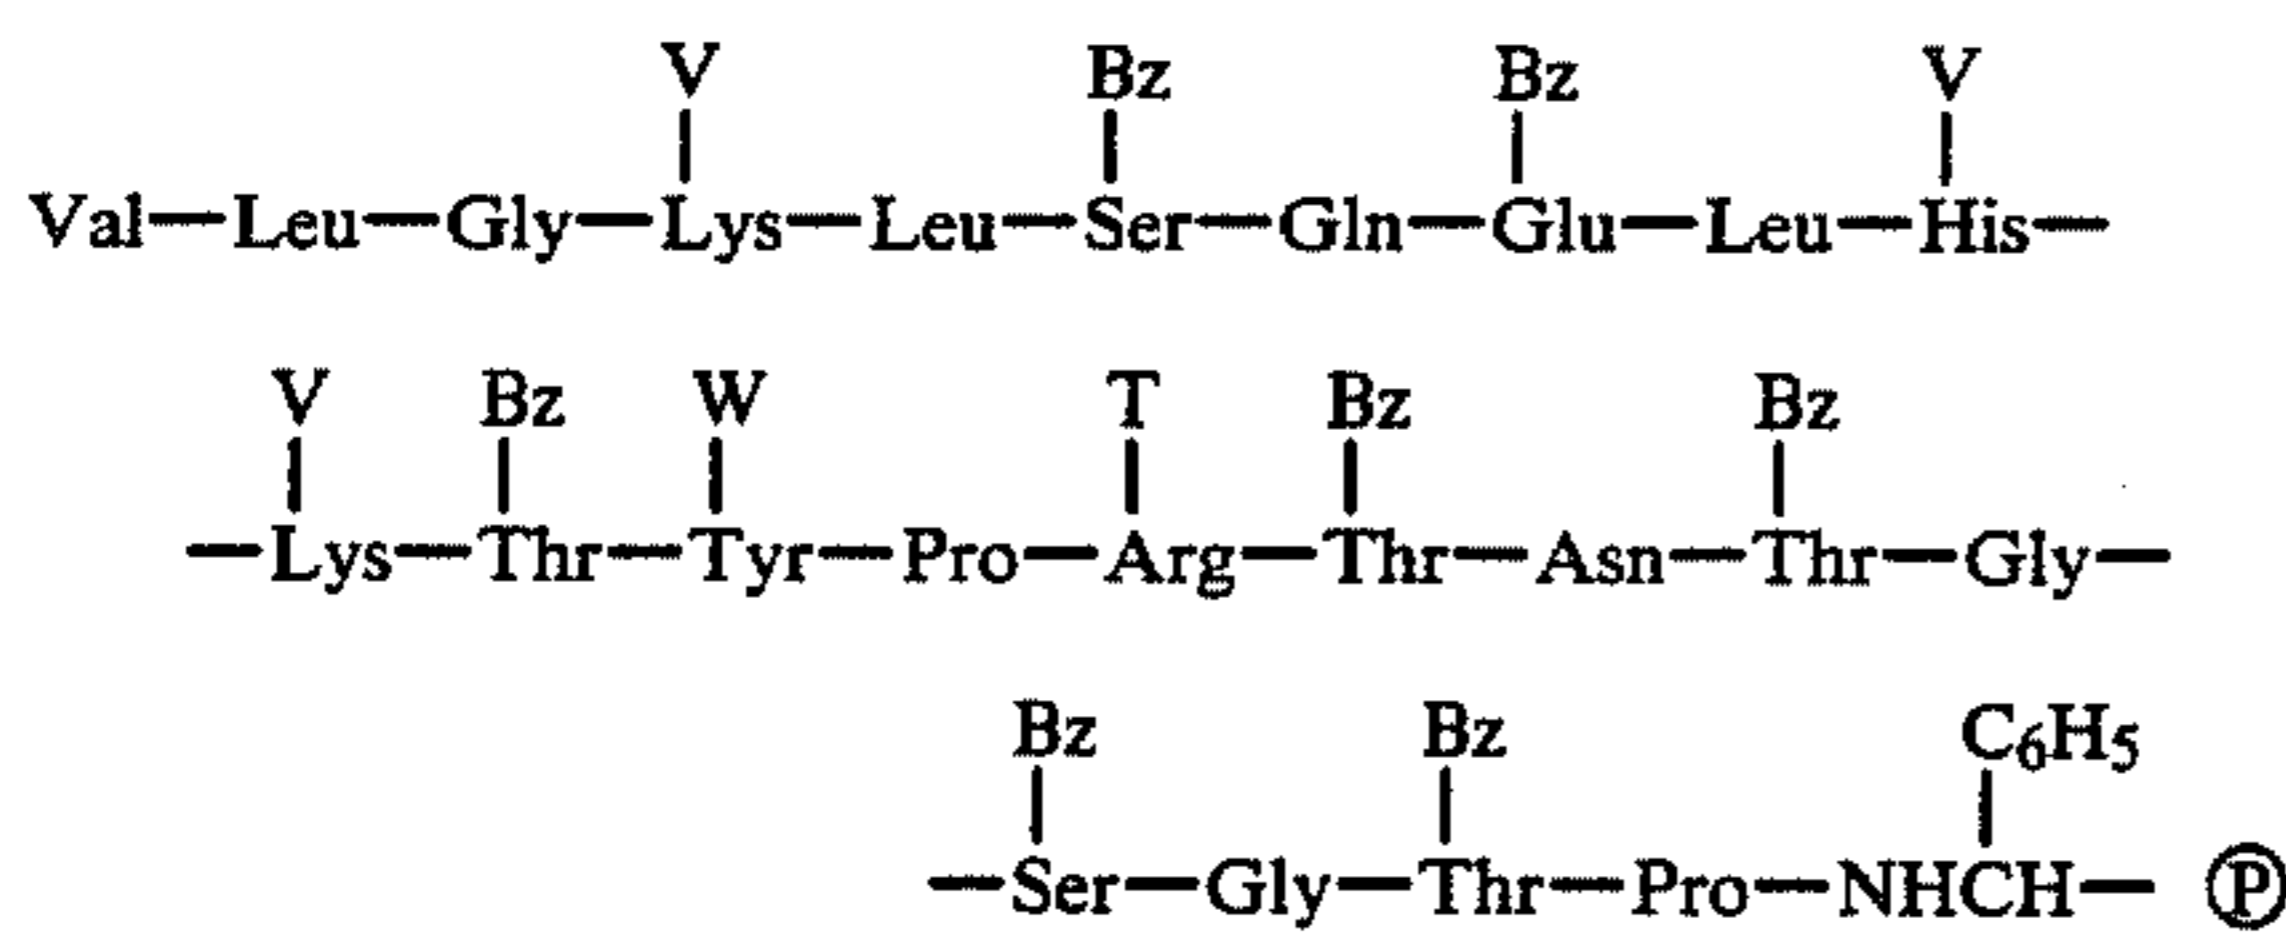 V Bz Bz V
Val—Leu—Gly—Lys—Leu—Ser—Gln—Glu—Leu—His—
V Bz W T Bz Bz
—Lys—Thr—Tyr—Pro—Arg—Thr—Asn—Thr—Gly—
Bz Bz C6H5
—Ser—Gly—Thr—Pro—NHCH— Ⓟ